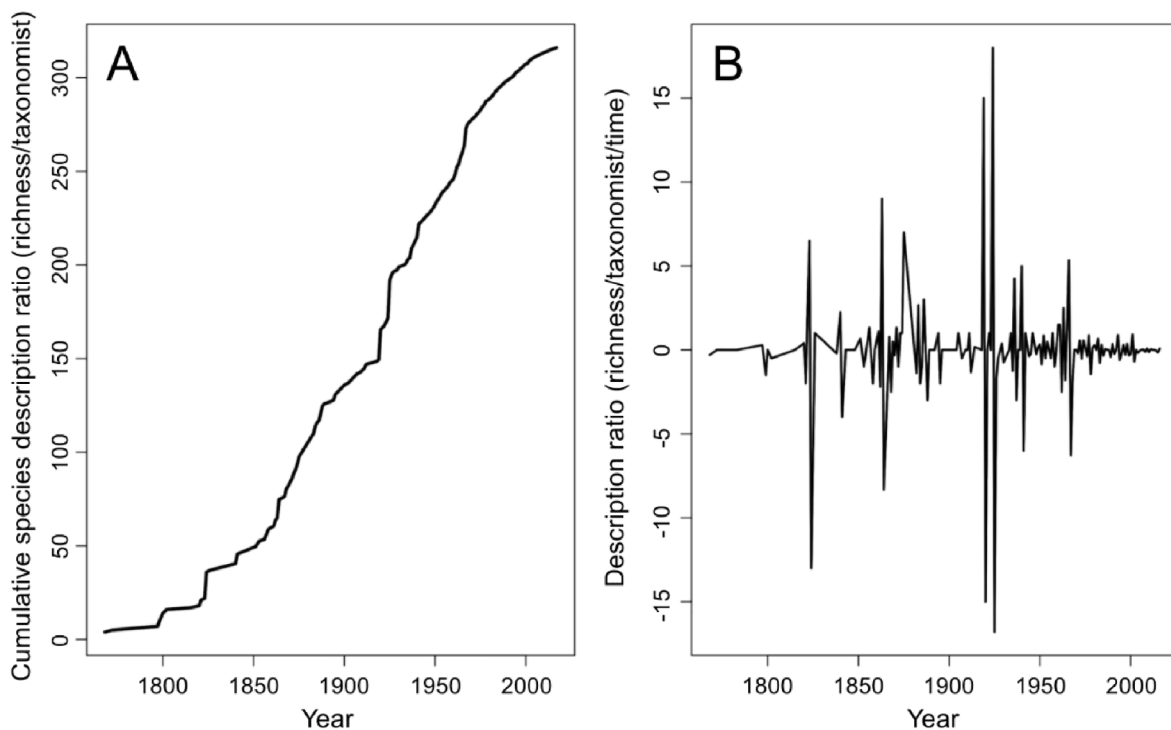 A
Cumulative species description ratio (richness/taxonomist)
300
250
200
150
100
50
0
1800 1850 1900 1950 2000
Year
B
Description ratio (richness/taxonomist/time)
15
10
5
0
-5
-10
-15
1800 1850 1900 1950 2000
Year